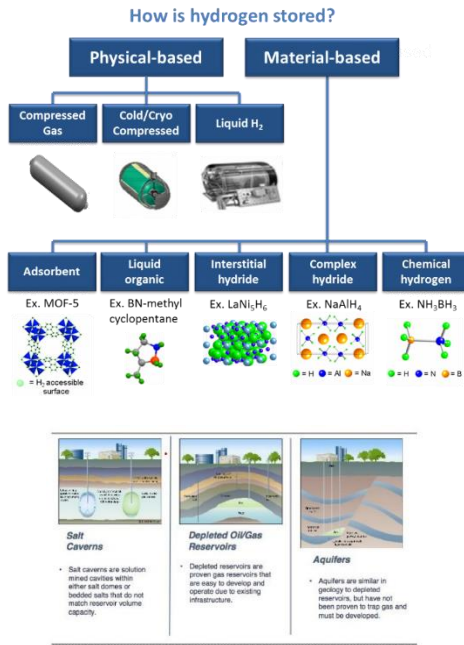 How is hydrogen stored?
Physical-based
Material-based
Compressed
Gas
Cold/Cryo
Compressed
Liquid H₂
Adsorbent
Liquid
organic
Interstitial
hydride
Complex
hydride
Chemical
hydrogen
Ex. MOF-5
Ex. BN-methyl
cyclopentane
Ex. LaNi₅H₆
Ex. NaAlH₄
Ex. NH₃BH₃
= H₂ accessible
surface
= H = Al = Na
= H = N = B
Salt
Caverns
• Salt caverns are solution
mined cavities within
either salt domes or
bedded salts that do not
match reservoir volume
capacity.
Depleted Oil/Gas
Reservoirs
• Depleted reservoirs are
proven gas reservoirs that
are easy to develop and
operate due to existing
infrastructure.
Aquifers
• Aquifers are similar in
geology to depleted
reservoirs, but have not
been proven to trap gas and
must be developed.